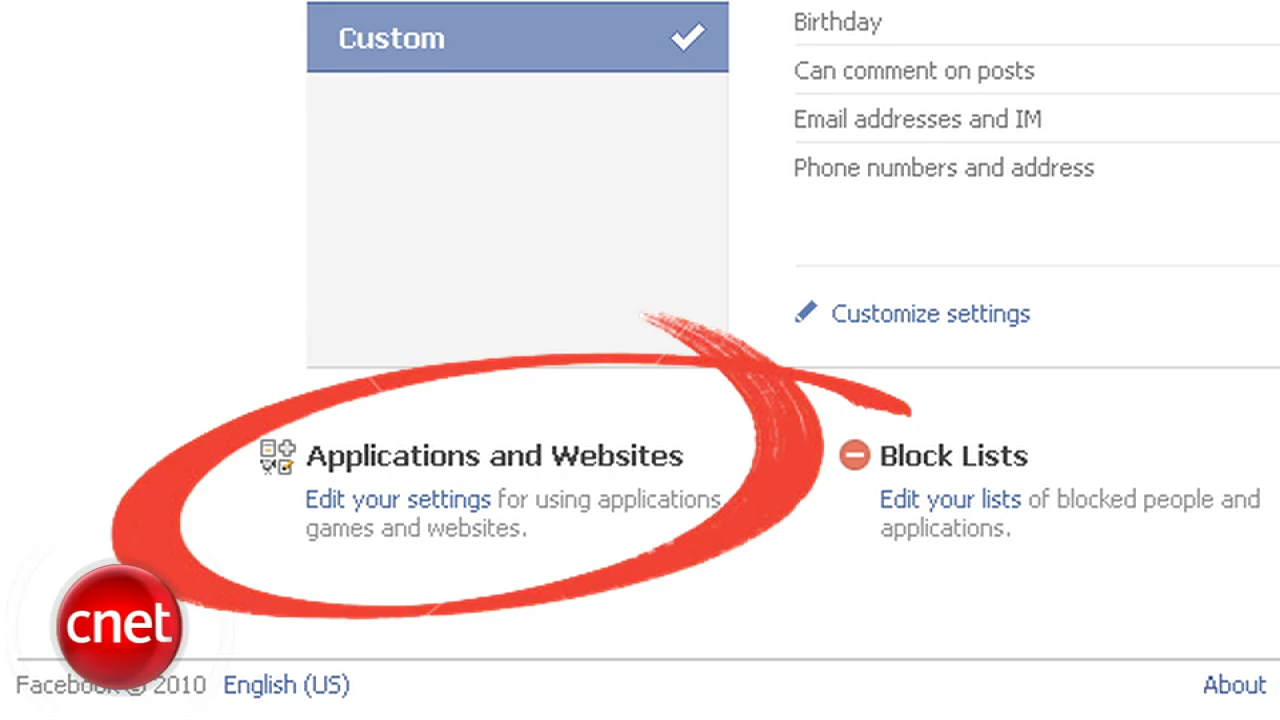 Custom
Birthday
Can comment on posts
Email addresses and IM
Phone numbers and address
Customize settings
Applications and Websites
Edit your settings for using applications
games and websites.
Block Lists
Edit your lists of blocked people and
applications.
cnet
Facebook © 2010 English (US)
About